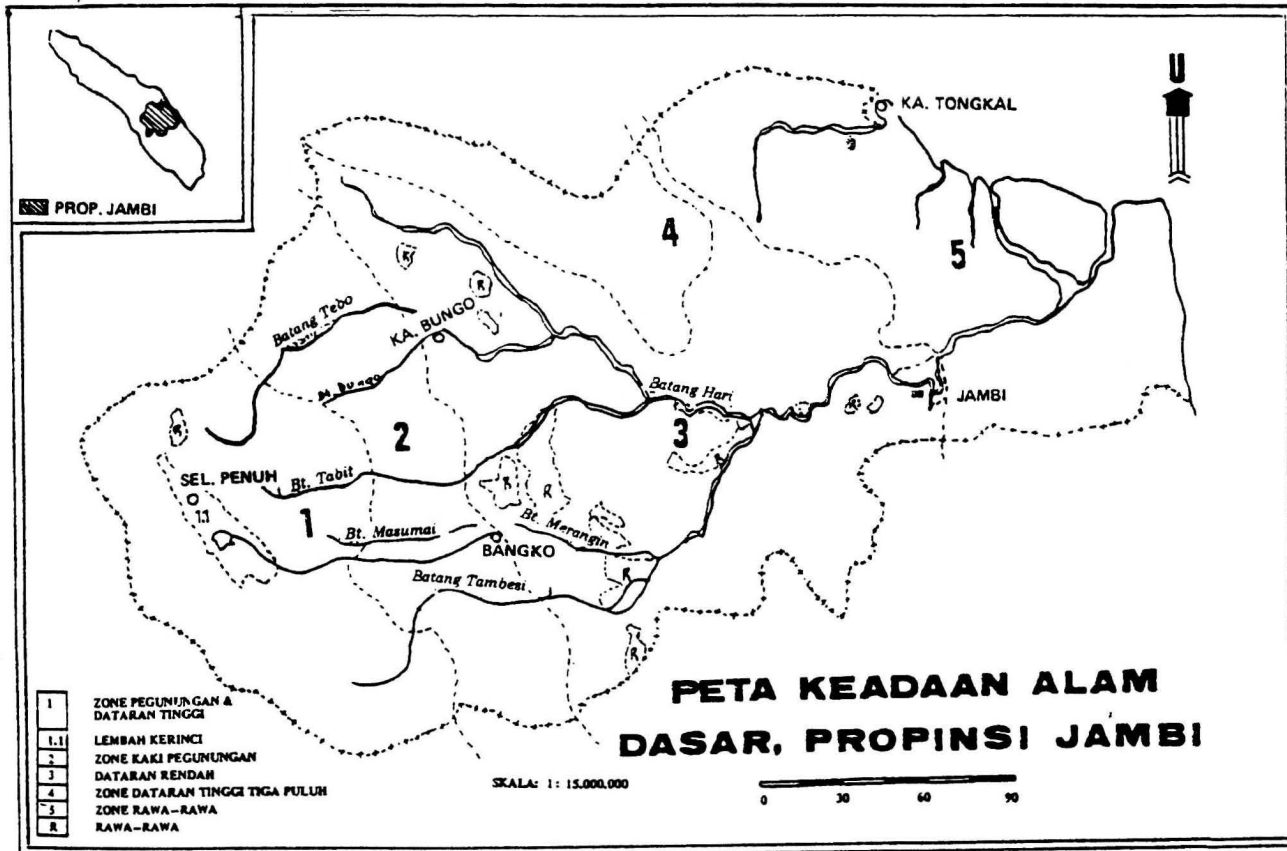 PROP. JAMBI
U
KA. TONGKAL
4
5
R
R
Batang Tebo
KA. BUNGO
Bt. Bungo
Batang Hari
JAMBI
R
R
2
3
R
SEL. PENUH
Bt. Tabit
R
R
1.1
1
Bt. Masumai
Bt. Merangin
BANGKO
Batang Tambesi
R
R
PETA KEADAAN ALAM
DASAR, PROPINSI JAMBI
SKALA: 1: 15.000.000
0 30 60 90
1 ZONE PEGUNUNGAN &
DATARAN TINGGI
1.1 LEMBAH KERINCI
2 ZONE KAKI PEGUNUNGAN
3 DATARAN RENDAH
4 ZONE DATARAN TINGGI TIGA PULUH
5 ZONE RAWA-RAWA
R RAWA-RAWA